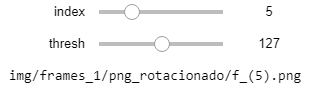 index 5
thresh 127
img/frames_1/png_rotacionado/f_(5).png